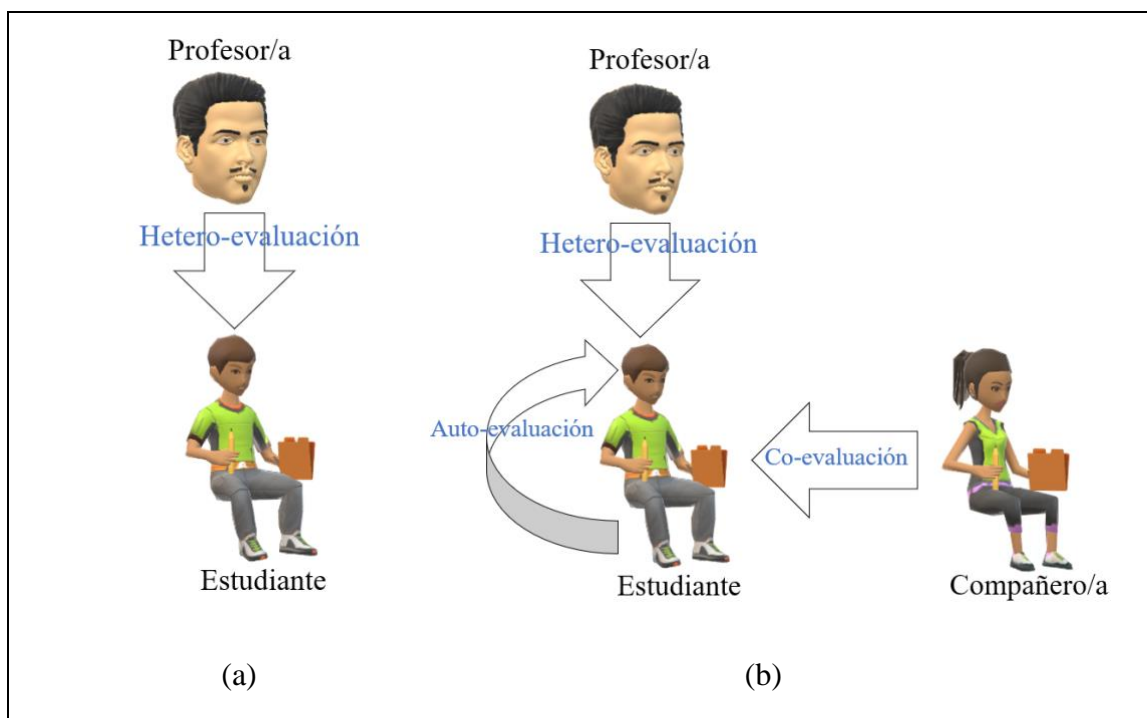 Profesor/a
Hetero-evaluación
Estudiante
(a)
Profesor/a
Hetero-evaluación
Auto-evaluación
Co-evaluación
Estudiante
Compañero/a
(b)